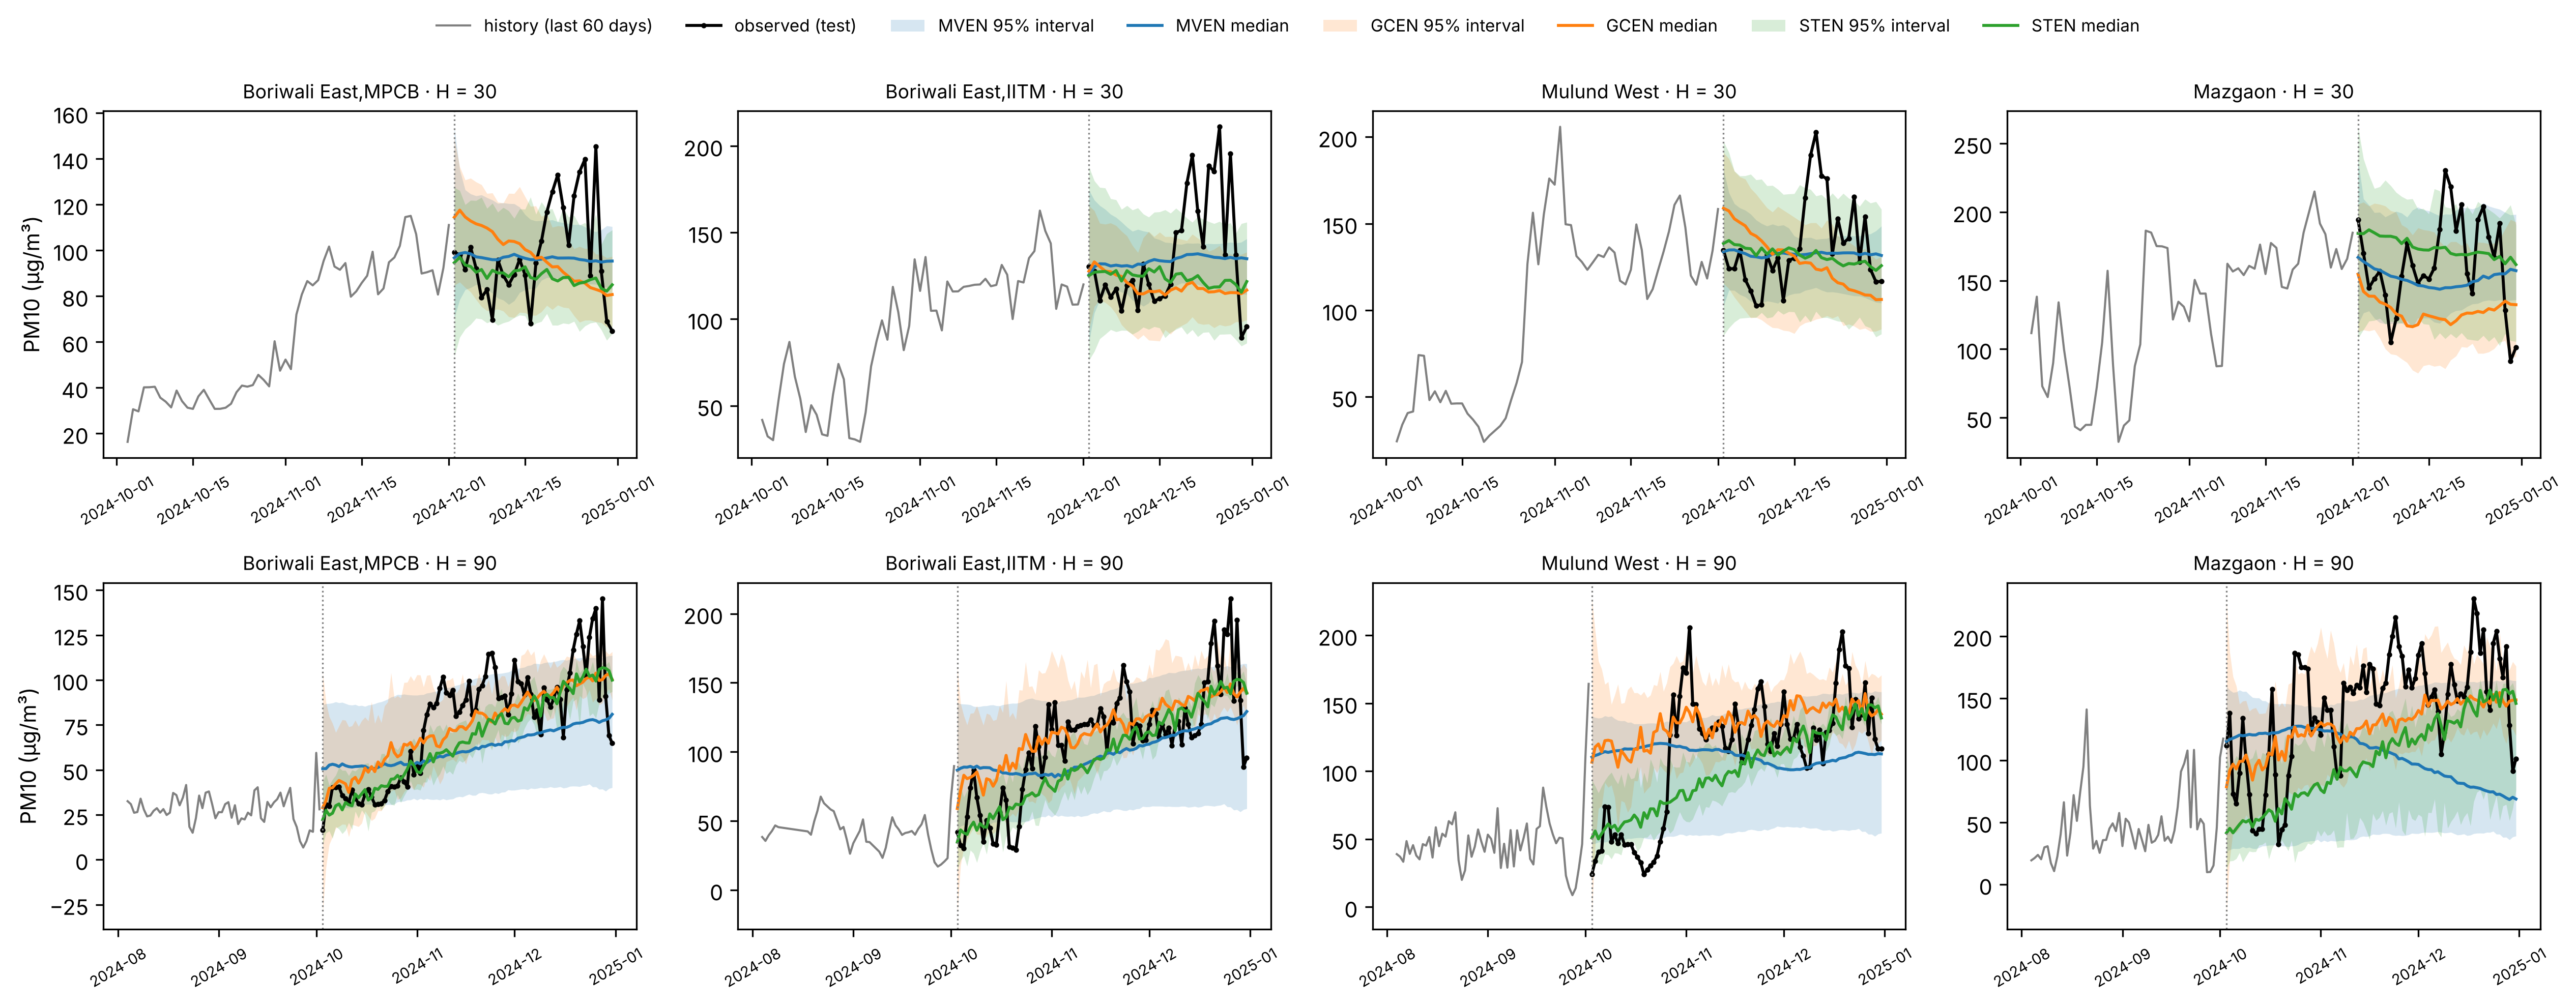 history (last 60 days) observed (test) MVEN 95% interval MVEN median GCEN 95% interval GCEN median STEN 95% interval STEN median
Boriwali East,MPCB · H = 30
160
140
120
100
80
60
40
20
PM10 (µg/m³)
2024-10-01 2024-10-15 2024-11-01 2024-11-15 2024-12-01 2024-12-15 2025-01-01
Boriwali East,IITM · H = 30
200
150
100
50
2024-10-01 2024-10-15 2024-11-01 2024-11-15 2024-12-01 2024-12-15 2025-01-01
Mulund West · H = 30
200
150
100
50
2024-10-01 2024-10-15 2024-11-01 2024-11-15 2024-12-01 2024-12-15 2025-01-01
Mazgaon · H = 30
250
200
150
100
50
2024-10-01 2024-10-15 2024-11-01 2024-11-15 2024-12-01 2024-12-15 2025-01-01
Boriwali East,MPCB · H = 90
150
125
100
75
50
25
0
−25
PM10 (µg/m³)
2024-08 2024-09 2024-10 2024-11 2024-12 2025-01
Boriwali East,IITM · H = 90
200
150
100
50
0
2024-08 2024-09 2024-10 2024-11 2024-12 2025-01
Mulund West · H = 90
200
150
100
50
0
2024-08 2024-09 2024-10 2024-11 2024-12 2025-01
Mazgaon · H = 90
200
150
100
50
0
2024-08 2024-09 2024-10 2024-11 2024-12 2025-01